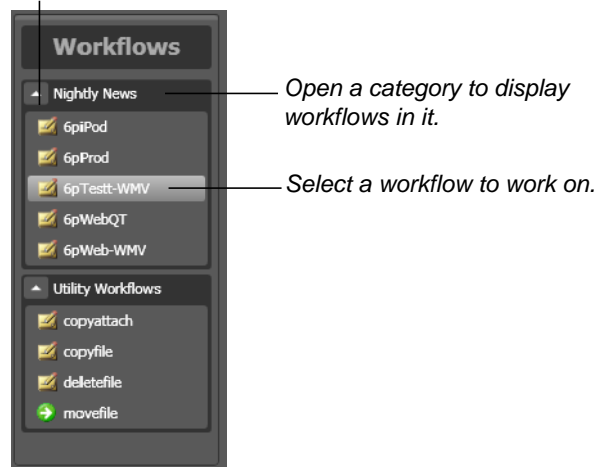 Workflows
Nightly News
Open a category to display
workflows in it.
6piPod
6pProd
6pTestt-WMV
Select a workflow to work on.
6pWebQT
6pWeb-WMV
Utility Workflows
copyattach
copyfile
deletefile
movefile